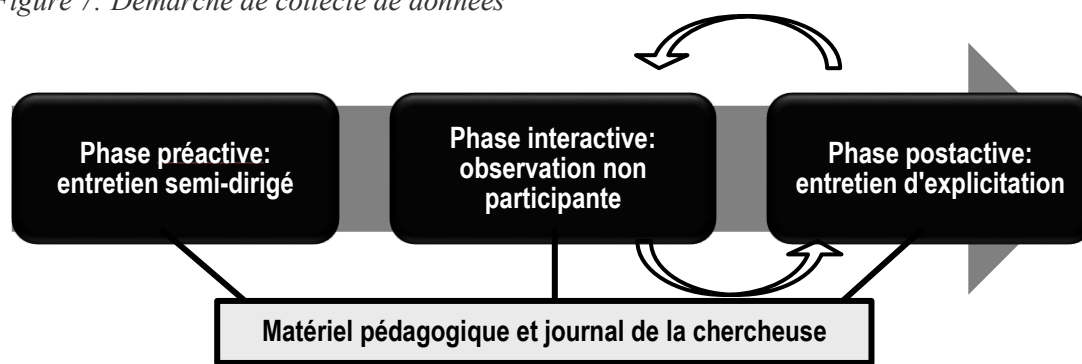 Figure 7. Démarche de collecte de données
Phase préactive:
entretien semi-dirigé
Phase interactive:
observation non
participante
Phase postactive:
entretien d'explicitation
Matériel pédagogique et journal de la chercheuse